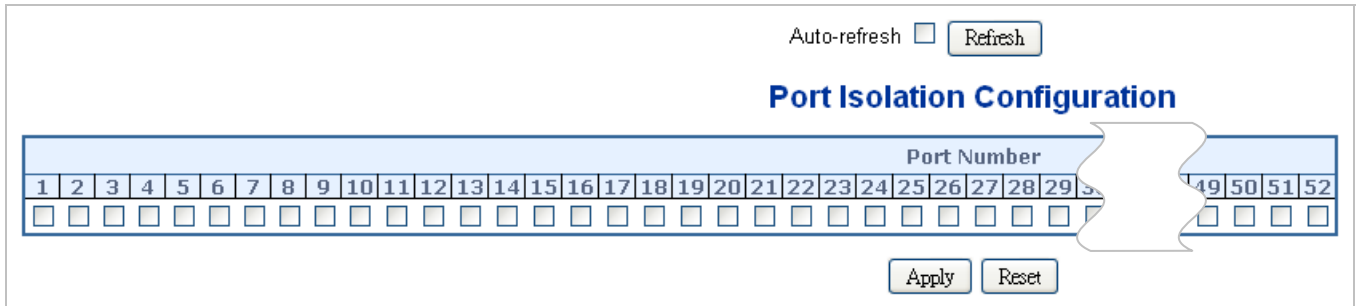 Auto-refresh Refresh
Port Isolation Configuration
Port Number
1 2 3 4 5 6 7 8 9 10 11 12 13 14 15 16 17 18 19 20 21 22 23 24 25 26 27 28 29 49 50 51 52
Apply Reset